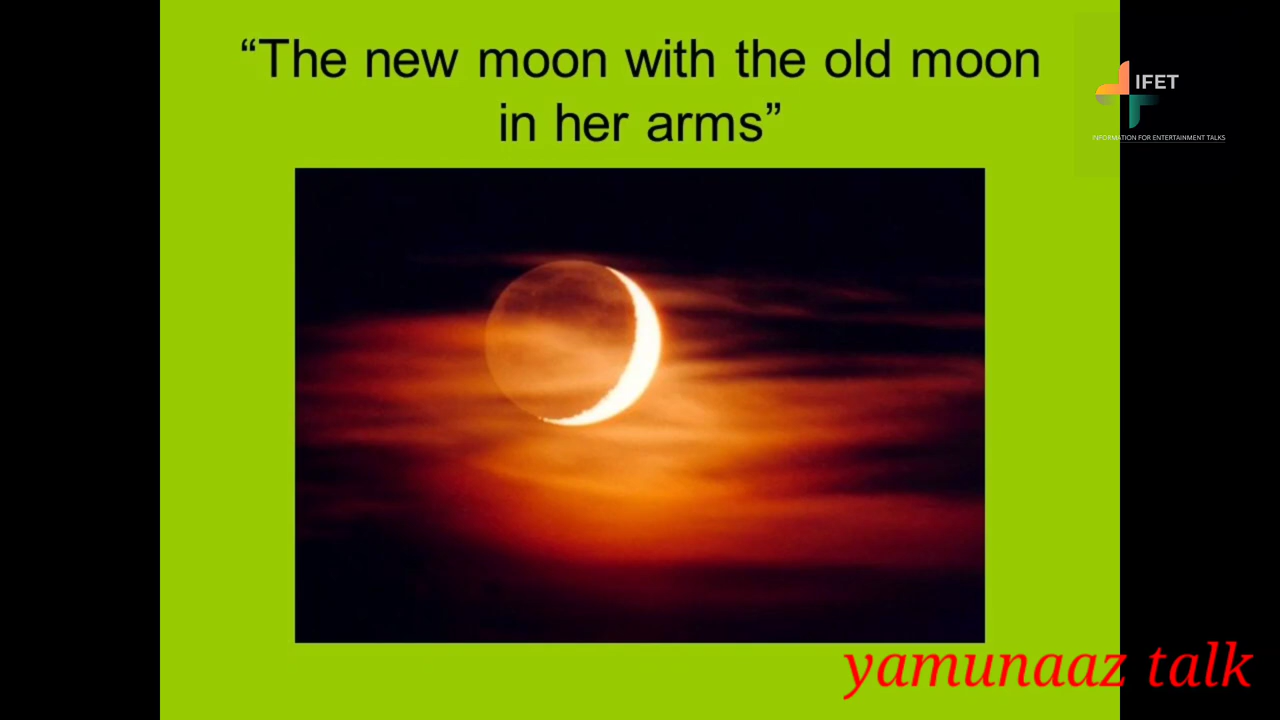 “The new moon with the old moon
in her arms”
IFET
INFORMATION FOR ENTERTAINMENT TALKS
yamunaaz talk